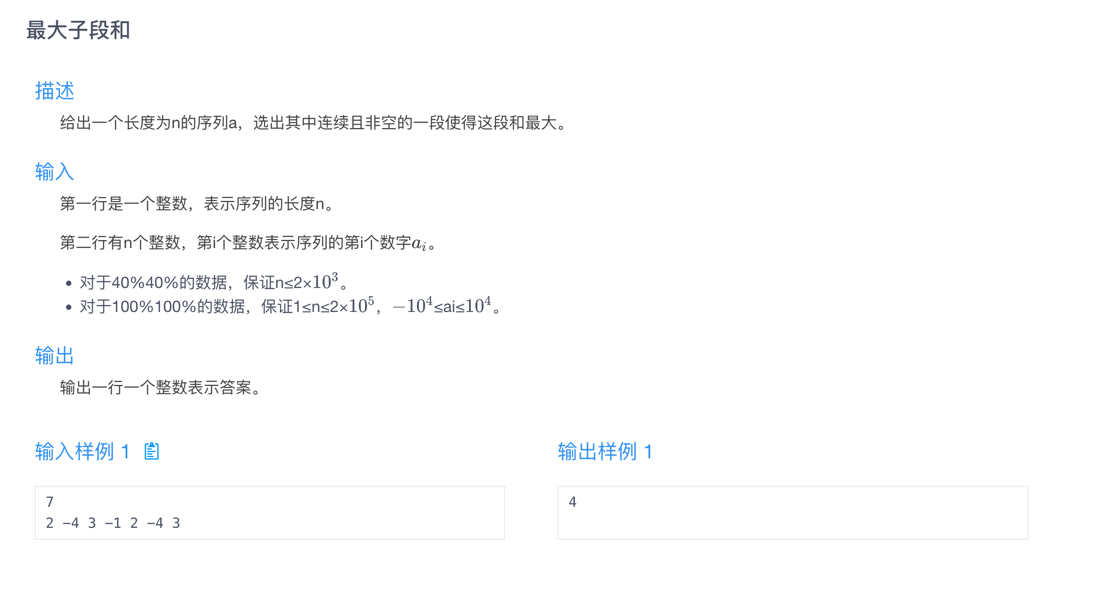 最大子段和
描述
给出一个长度为n的序列a，选出其中连续且非空的一段使得这段和最大。
输入
第一行是一个整数，表示序列的长度n。
第二行有n个整数，第i个整数表示序列的第i个数字a_i。
• 对于40%40%的数据，保证n≤2×10^3。
• 对于100%100%的数据，保证1≤n≤2×10^5，−10^4≤ai≤10^4。
输出
输出一行一个整数表示答案。
输入样例 1
7
2 −4 3 −1 2 −4 3
输出样例 1
4